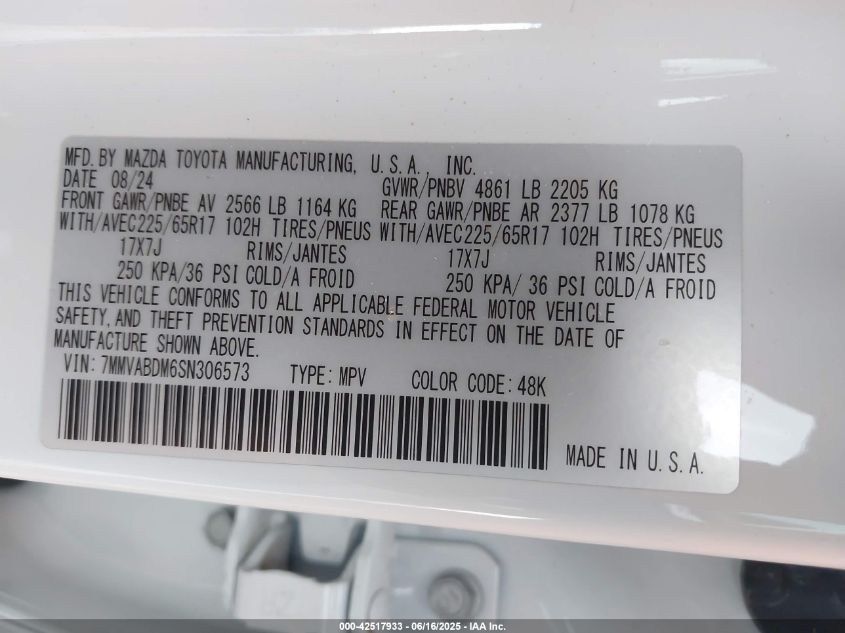 MFD. BY MAZDA TOYOTA MANUFACTURING, U.S.A., INC.
DATE 08/24 GVWR/PNBV 4861 LB 2205 KG
FRONT GAWR/PNBE AV 2566 LB 1164 KG REAR GAWR/PNBE AR 2377 LB 1078 KG
WITH/AVEC225/65R17 102H TIRES/PNEUS WITH/AVEC225/65R17 102H TIRES/PNEUS
17X7J RIMS/JANTES 17X7J RIMS/JANTES
250 KPA/36 PSI COLD/A FROID 250 KPA/ 36 PSI COLD/A FROID
THIS VEHICLE CONFORMS TO ALL APPLICABLE FEDERAL MOTOR VEHICLE
SAFETY, AND THEFT PREVENTION STANDARDS IN EFFECT ON THE DATE OF
MANUFACTURE SHOWN ABOVE.
VIN: 7MMVABDM6SN306573 TYPE: MPV COLOR CODE: 48K
MADE IN U.S.A.
000-42517933 - 06/16/2025 - IAA Inc.